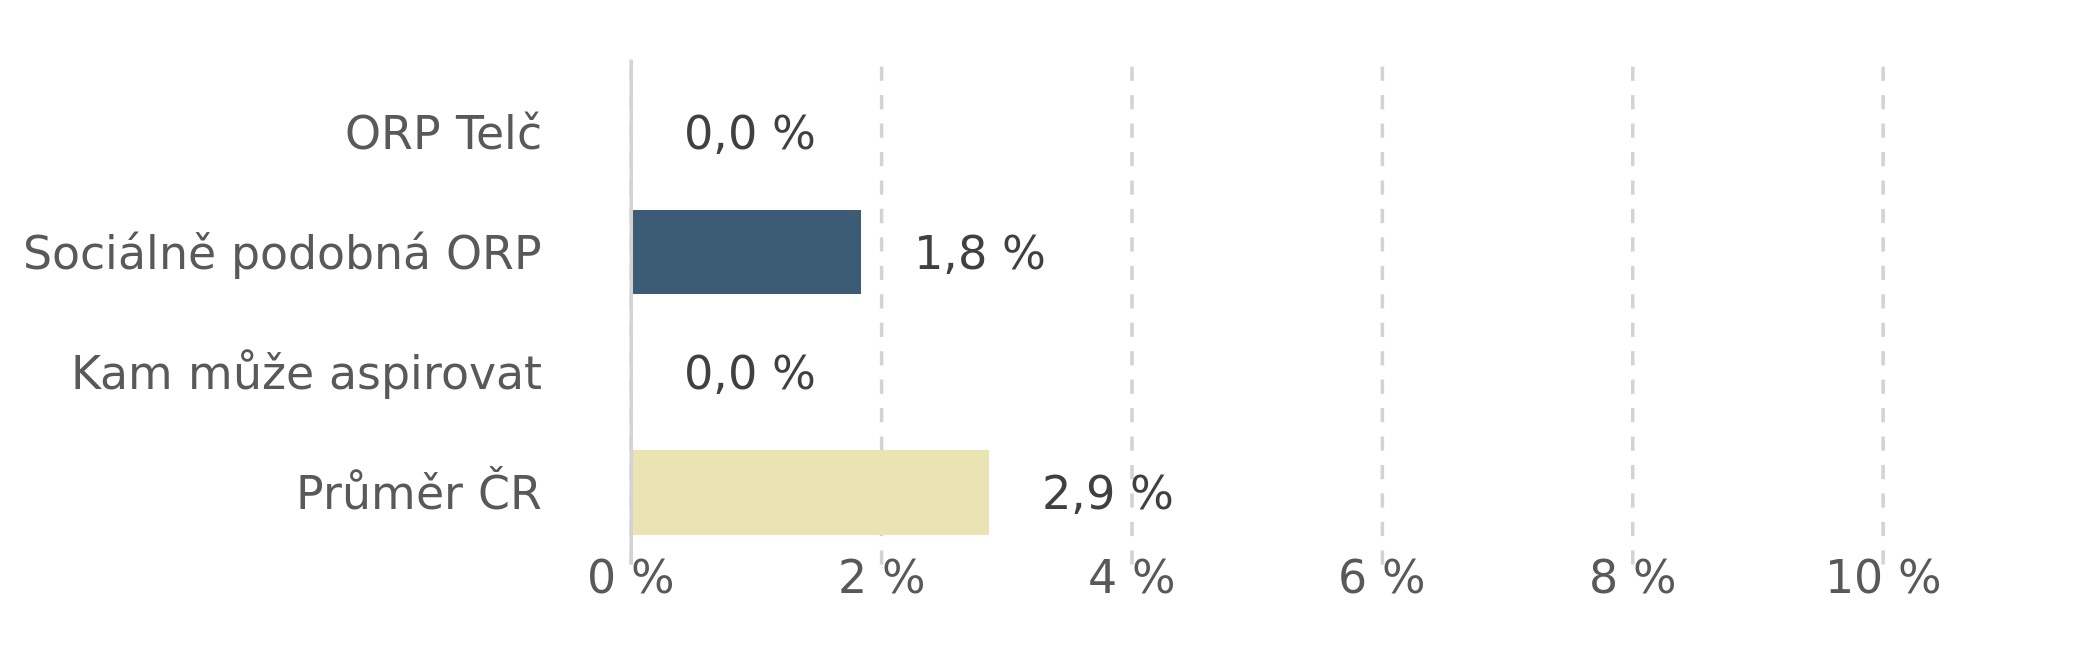 ORP Telč 0,0 %
Sociálně podobná ORP 1,8 %
Kam může aspirovat 0,0 %
Průměr ČR 2,9 %
0 % 2 % 4 % 6 % 8 % 10 %